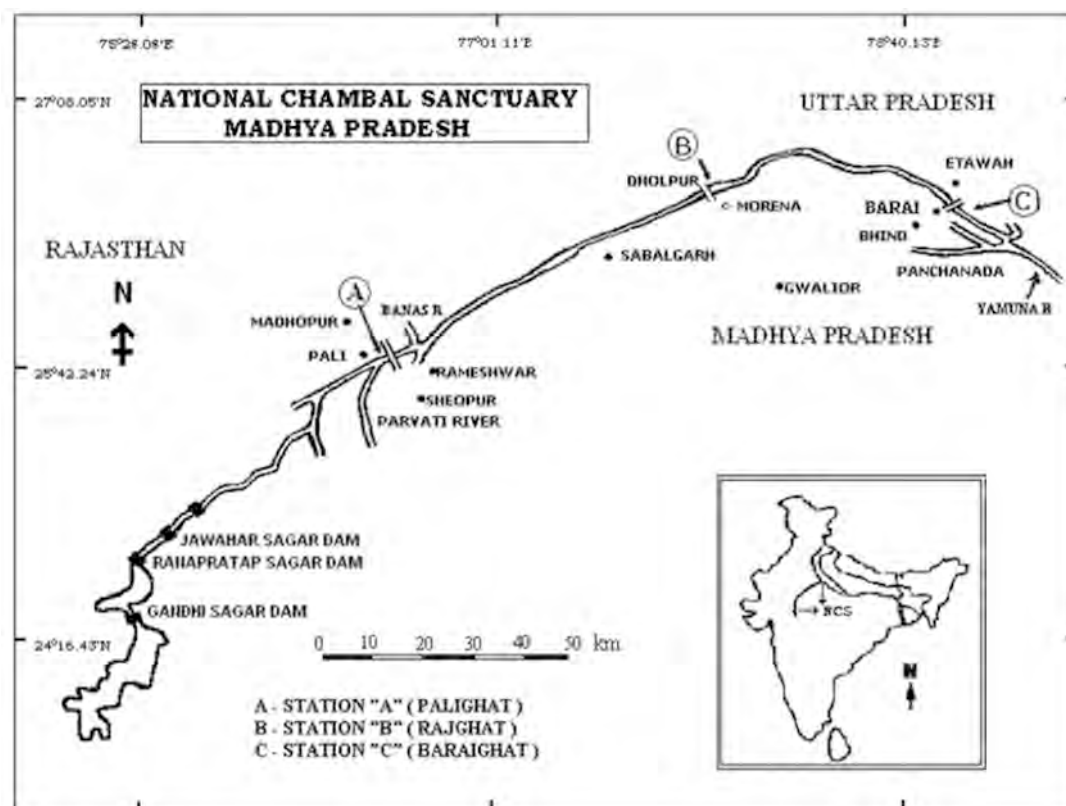 75°28.08'E
77°01.11'E
78°40.13'E
27°08.05'N
NATIONAL CHAMBAL SANCTUARY
MADHYA PRADESH
UTTAR PRADESH
B
ETAWAH
DHOLPUR
MORENA
BARAI
C
BHIND
RAJASTHAN
SABALGARH
PANCHANADA
N
A
BANAS R
GWALIOR
YAMUNA R
MADHOPUR
MADHYA PRADESH
PALI
25°42.24'N
RAMESHWAR
SHEOPUR
PARVATI RIVER
JAWAHAR SAGAR DAM
RANAPRATAP SAGAR DAM
GANDHI SAGAR DAM
NCS
24°16.43'N
0 10 20 30 40 50 km
N
A - STATION "A" (PALIGHAT)
B - STATION "B" (RAJGHAT)
C - STATION "C" (BARAIGHAT)